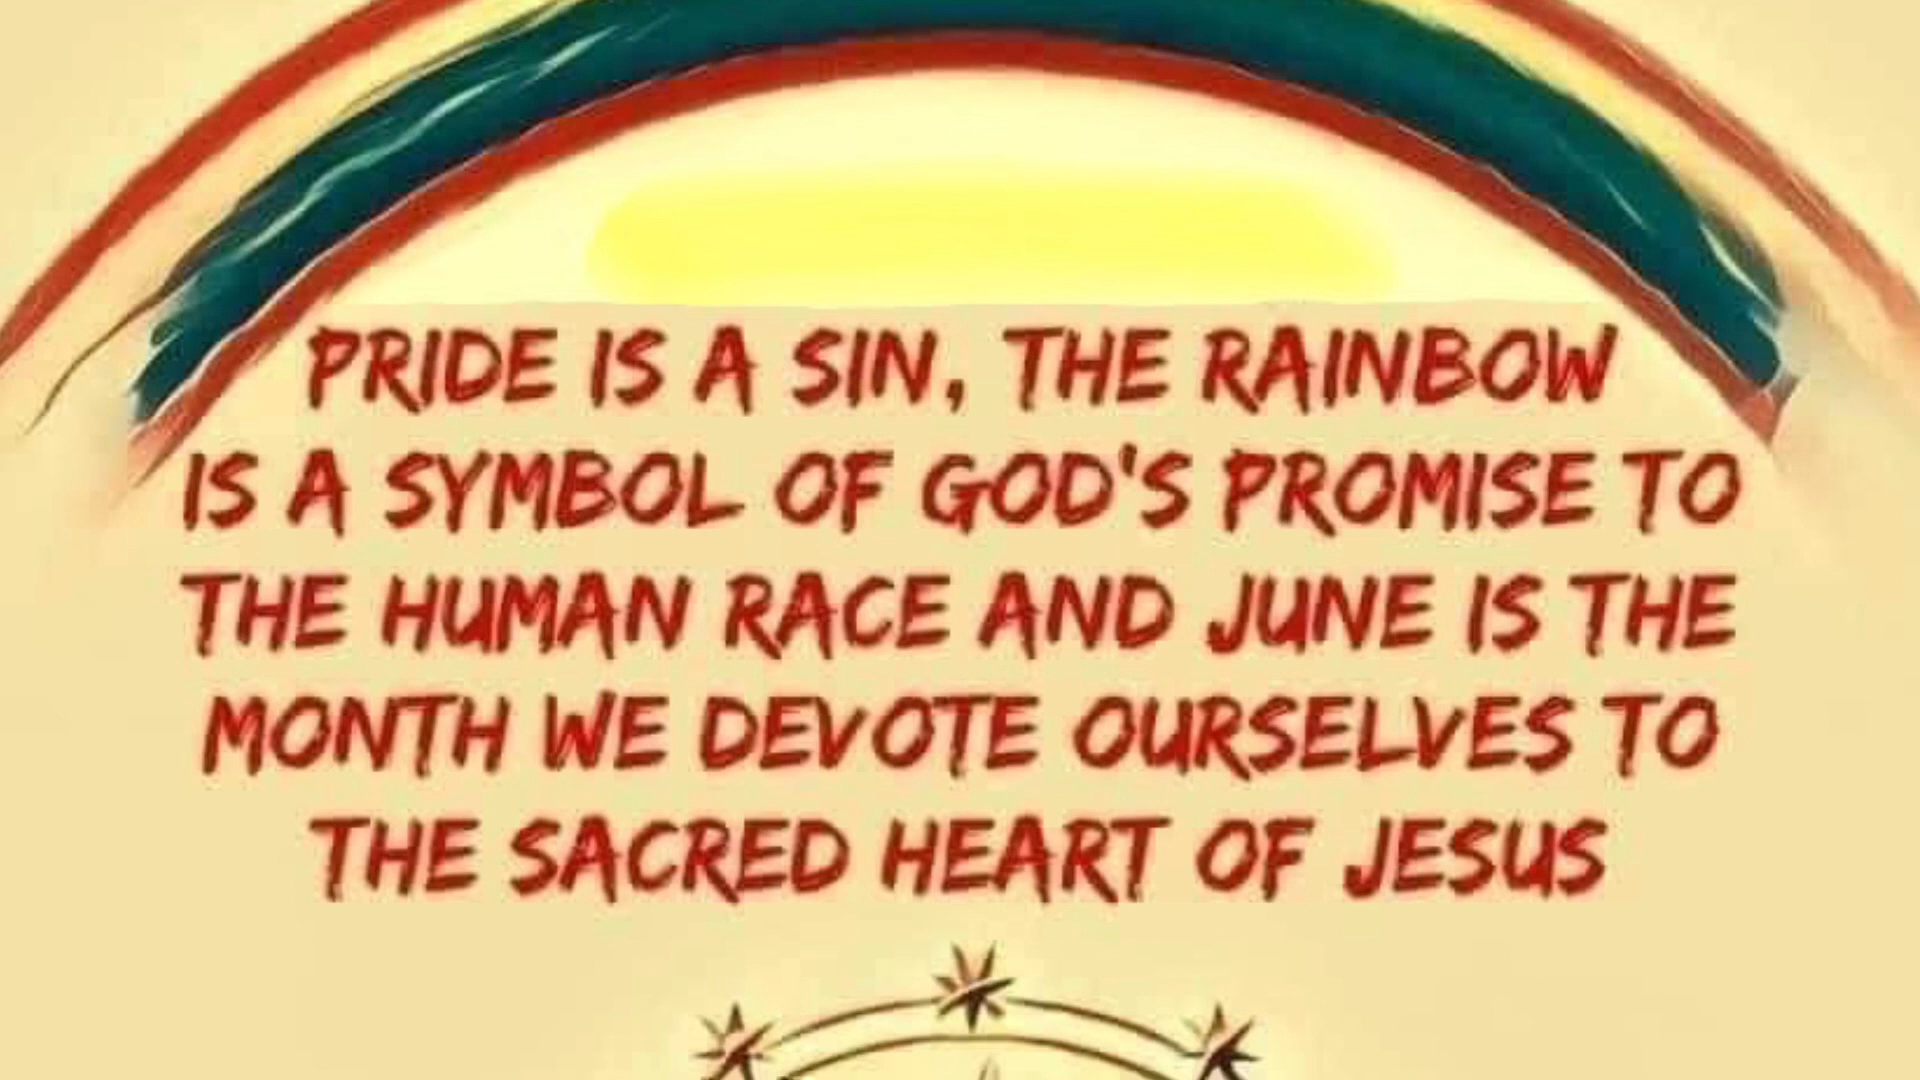 PRIDE IS A SIN, THE RAINBOW
IS A SYMBOL OF GOD'S PROMISE TO
THE HUMAN RACE AND JUNE IS THE
MONTH WE DEVOTE OURSELVES TO
THE SACRED HEART OF JESUS